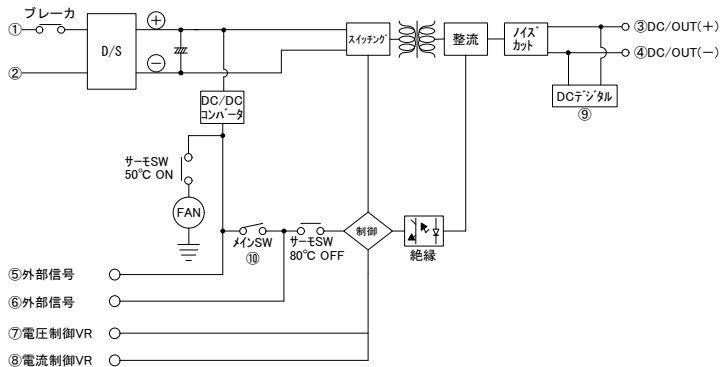 ブレーカ
①
②
D/S
+
−
スイッチング
整流
ノイズ
カット
③DC/OUT(+)
④DC/OUT(−)
DCデジタル
⑨
DC/DC
コンバータ
サーモSW
50℃ ON
FAN
メインSW
⑩
サーモSW
80℃ OFF
制御
絶縁
⑤外部信号
⑥外部信号
⑦電圧制御VR
⑧電流制御VR